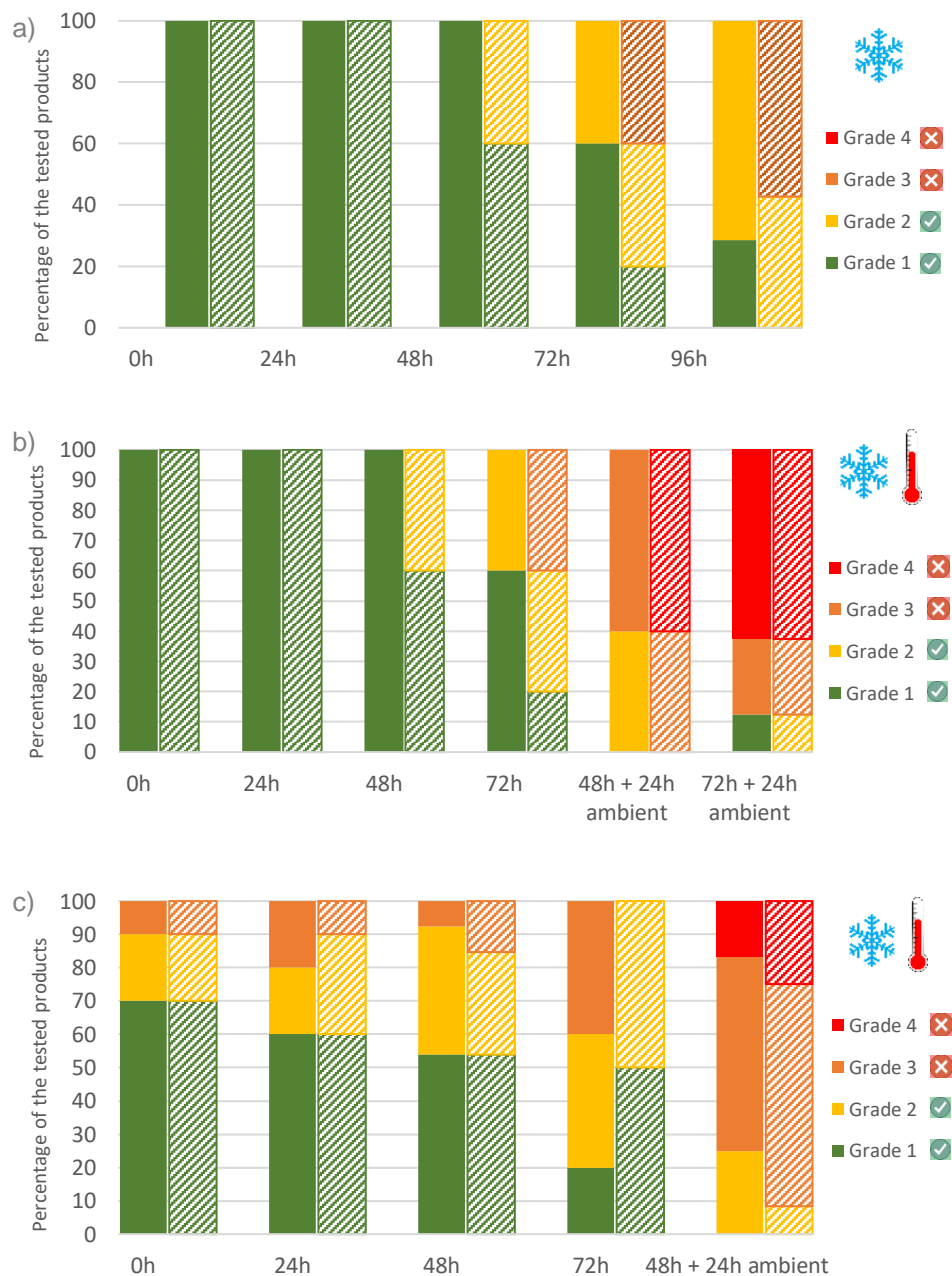 a)
Percentage of the tested products
100
80
60
40
20
0
0h 24h 48h 72h 96h
Grade 4
Grade 3
Grade 2
Grade 1
b)
Percentage of the tested products
100
90
80
70
60
50
40
30
20
10
0
0h 24h 48h 72h 48h + 24h 72h + 24h
ambient ambient
Grade 4
Grade 3
Grade 2
Grade 1
c)
Percentage of the tested products
100
90
80
70
60
50
40
30
20
10
0
0h 24h 48h 72h 48h + 24h ambient
Grade 4
Grade 3
Grade 2
Grade 1